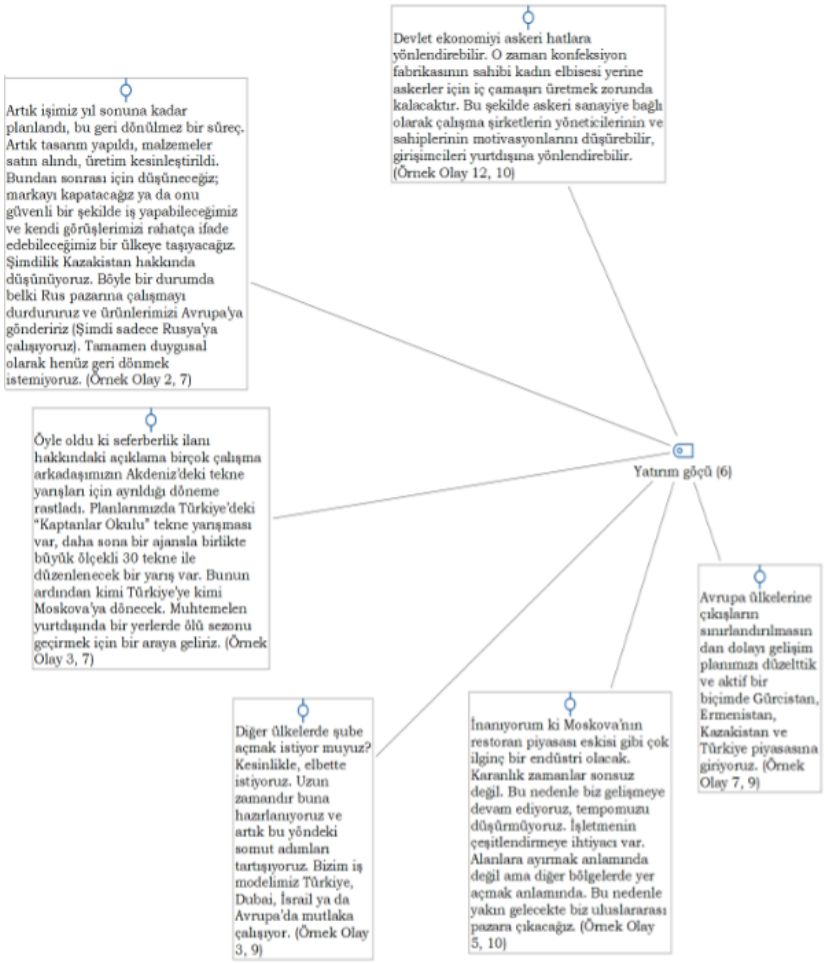 Devlet ekonomiyi askeri hatlara
yönlendirebilir. O zaman konfeksiyon
fabrikasının sahibi kadın elbisesi yerine
askerler için iç çamaşırı üretmek zorunda
kalacaktır. Bu şekilde askeri sanayiye bağlı
olarak çalışma şirketlerin yöneticilerinin ve
sahiplerinin motivasyonlarını düşürebilir,
girişimcileri yurtdışına yönlendirebilir.
(Örnek Olay 12, 10)
Artık işimiz yıl sonuna kadar
planlandı, bu geri dönülmez bir süreç.
Artık tasarım yapıldı, malzemeler
satın alındı, üretim kesinleştirildi.
Bundan sonrası için düşüneceğiz;
markayı kapatacağız ya da onu
güvenli bir şekilde iş yapabileceğimiz
ve kendi görüşlerimizi rahatça ifade
edebileceğimiz bir ülkeye taşıyacağız.
Şimdilik Kazakistan hakkında
düşünüyoruz. Böyle bir durumda
belki Rus pazarına çalışmayı
durdururuz ve ürünlerimizi Avrupa'ya
göndeririz (Şimdi sadece Rusya'ya
çalışıyoruz). Tamamen duygusal
olarak henüz geri dönmek
istemiyoruz. (Örnek Olay 2, 7)
Öyle oldu ki seferberlik ilanı
hakkındaki açıklama birçok çalışma
arkadaşımızın Akdeniz'deki tekne
yarışları için ayrıldığı döneme
rastladı. Planlarımızda Türkiye'deki
“Kaptanlar Okulu” tekne yarışması
var, daha sona bir ajansla birlikte
büyük ölçekli 30 tekne ile
düzenlenecek bir yarış var. Bunun
ardından kimi Türkiye'ye kimi
Moskova'ya dönecek. Muhtemelen
yurtdışında bir yerlerde ölü sezonu
geçirmek için bir araya geliriz. (Örnek
Olay 3, 7)
Yatırım göçü (6)
Avrupa ülkelerine
çıkışların
sınırlandırılmasın
dan dolayı gelişim
planımızı düzelttik
ve aktif bir
biçimde Gürcistan,
Ermenistan,
Kazakistan ve
Türkiye piyasasına
giriyoruz. (Örnek
Olay 7, 9)
Diğer ülkelerde şube
açmak istiyor muyuz?
Kesinlikle, elbette
istiyoruz. Uzun
zamandır buna
hazırlanıyoruz ve
artık bu yöndeki
somut adımları
tartışıyoruz. Bizim iş
modelimiz Türkiye,
Dubai, İsrail ya da
Avrupa'da mutlaka
çalışıyor. (Örnek Olay
3, 9)
İnanıyorum ki Moskova'nın
restoran piyasası eskisi gibi çok
ilginç bir endüstri olacak.
Karanlık zamanlar sonsuz
değil. Bu nedenle biz gelişmeye
devam ediyoruz, tempomuzu
düşürmüyoruz. İşletmenin
çeşitlendirmeye ihtiyacı var.
Alanlara ayırmak anlamında
değil ama diğer bölgelerde yer
açmak anlamında. Bu nedenle
yakın gelecekte biz uluslararası
pazara çıkacağız. (Örnek Olay
5, 10)